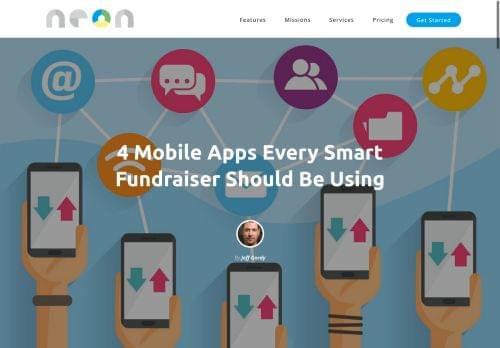 neon
Features Missions Services Pricing Get Started
@
4 Mobile Apps Every Smart
Fundraiser Should Be Using
By Jeff Gordy